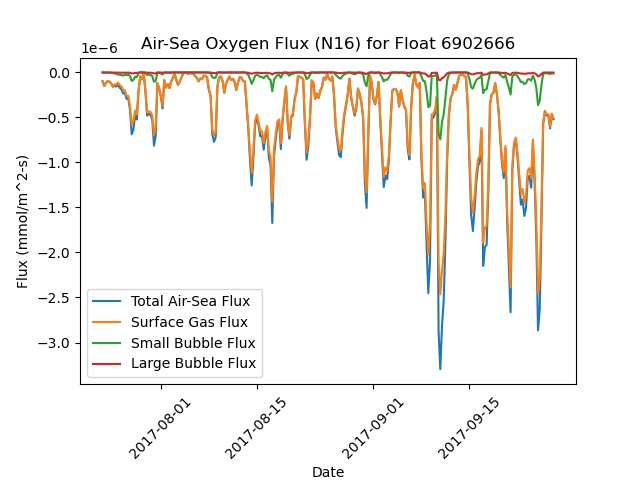 Air-Sea Oxygen Flux (N16) for Float 6902666
1e−6
0.0
−0.5
−1.0
−1.5
−2.0
−2.5
−3.0
Flux (mmol/m^2-s)
Total Air-Sea Flux
Surface Gas Flux
Small Bubble Flux
Large Bubble Flux
2017-08-01
2017-08-15
2017-09-01
2017-09-15
Date